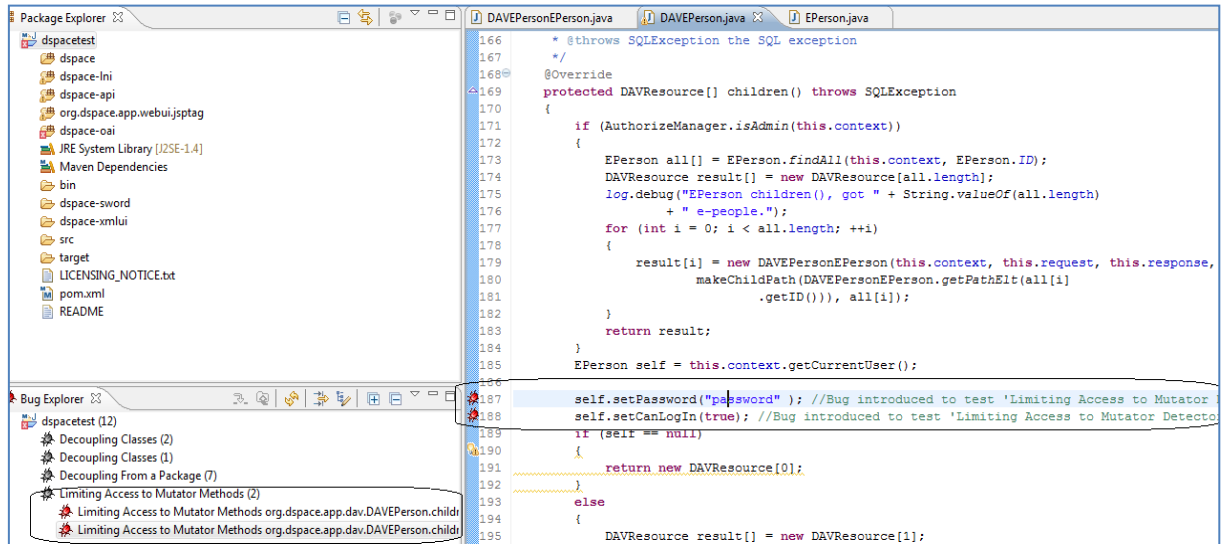 Package Explorer
dspacetest
dspace
dspace-lni
dspace-api
org.dspace.app.webui.jsptag
dspace-oai
JRE System Library [J2SE-1.4]
Maven Dependencies
bin
dspace-sword
dspace-xmlui
src
target
LICENSING_NOTICE.txt
pom.xml
README
Bug Explorer
dspacetest (12)
Decoupling Classes (2)
Decoupling Classes (1)
Decoupling From a Package (7)
Limiting Access to Mutator Methods (2)
Limiting Access to Mutator Methods org.dspace.app.dav.DAVEPerson.childr
Limiting Access to Mutator Methods org.dspace.app.dav.DAVEPerson.childr
DAVEPersonEPerson.java DAVEPerson.java EPerson.java
166 * @throws SQLException the SQL exception
167 */
168 @Override
169 protected DAVResource[] children() throws SQLException
170 {
171 if (AuthorizeManager.isAdmin(this.context))
172 {
173 EPerson all[] = EPerson.findAll(this.context, EPerson.ID);
174 DAVResource result[] = new DAVResource[all.length];
175 log.debug("EPerson children(), got " + String.valueOf(all.length)
176 + " e-people.");
177 for (int i = 0; i < all.length; ++i)
178 {
179 result[i] = new DAVEPersonEPerson(this.context, this.request, this.response,
180 makeChildPath(DAVEPersonEPerson.getPathElt(all[i]
181 .getID())), all[i]);
182 }
183 return result;
184 }
185 EPerson self = this.context.getCurrentUser();
186
187 self.setPassword("password" ); //Bug introduced to test 'Limiting Access to Mutator
188 self.setCanLogIn(true); //Bug introduced to test 'Limiting Access to Mutator Detecto
189 if (self == null)
190 {
191 return new DAVResource[0];
192 }
193 else
194 {
195 DAVResource result[] = new DAVResource[1];